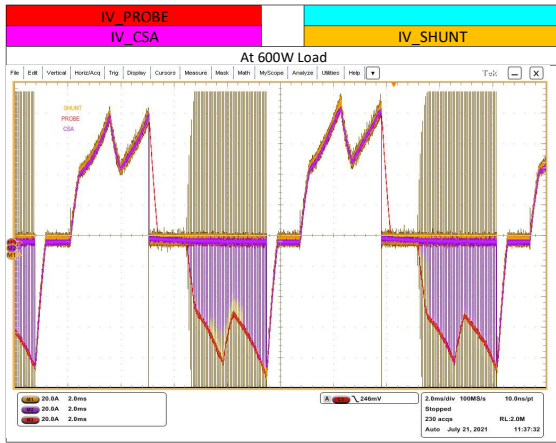 IV_PROBE
IV_CSA IV_SHUNT
At 600W Load
File Edit Vertical Horiz/Acq Trig Display Cursors Measure Mask Math MyScope Analyze Utilities Help Tek X
SHUNT
PROBE
CSA
M1 20.0A 2.0ms
M2 20.0A 2.0ms
M3 20.0A 2.0ms
A 246mV
2.0ms/div 100MS/s 10.0ns/pt
Stopped
230 acqs RL:2.0M
Auto July 21, 2021 11:37:32